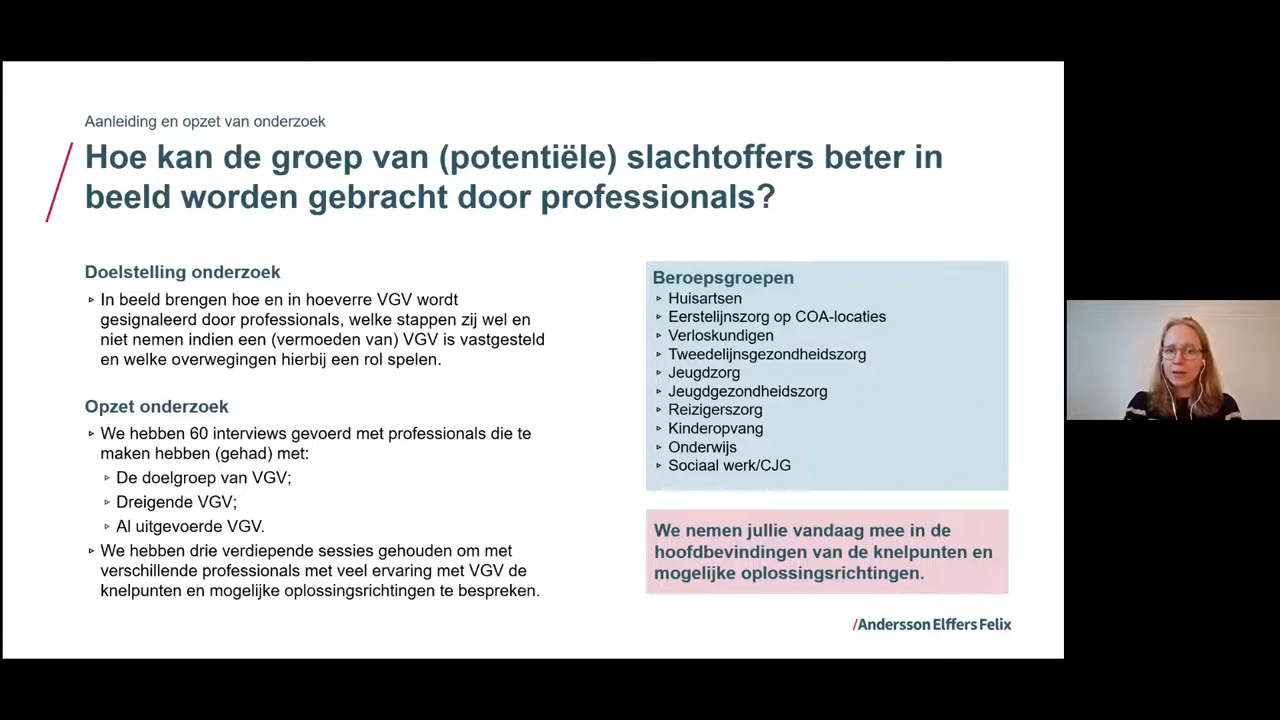 Aanleiding en opzet van onderzoek
Hoe kan de groep van (potentiële) slachtoffers beter in
beeld worden gebracht door professionals?
Doelstelling onderzoek
▹ In beeld brengen hoe en in hoeverre VGV wordt
gesignaleerd door professionals, welke stappen zij wel en
niet nemen indien een (vermoeden van) VGV is vastgesteld
en welke overwegingen hierbij een rol spelen.
Opzet onderzoek
▹ We hebben 60 interviews gevoerd met professionals die te
maken hebben (gehad) met:
▹ De doelgroep van VGV;
▹ Dreigende VGV;
▹ Al uitgevoerde VGV.
▹ We hebben drie verdiepende sessies gehouden om met
verschillende professionals met veel ervaring met VGV de
knelpunten en mogelijke oplossingsrichtingen te bespreken.
Beroepsgroepen
▹ Huisartsen
▹ Eerstelijnszorg op COA-locaties
▹ Verloskundigen
▹ Tweedelijnsgezondheidszorg
▹ Jeugdzorg
▹ Jeugdgezondheidszorg
▹ Reizigerszorg
▹ Kinderopvang
▹ Onderwijs
▹ Sociaal werk/CJG
We nemen jullie vandaag mee in de
hoofdbevindingen van de knelpunten en
mogelijke oplossingsrichtingen.
/Andersson Elffers Felix